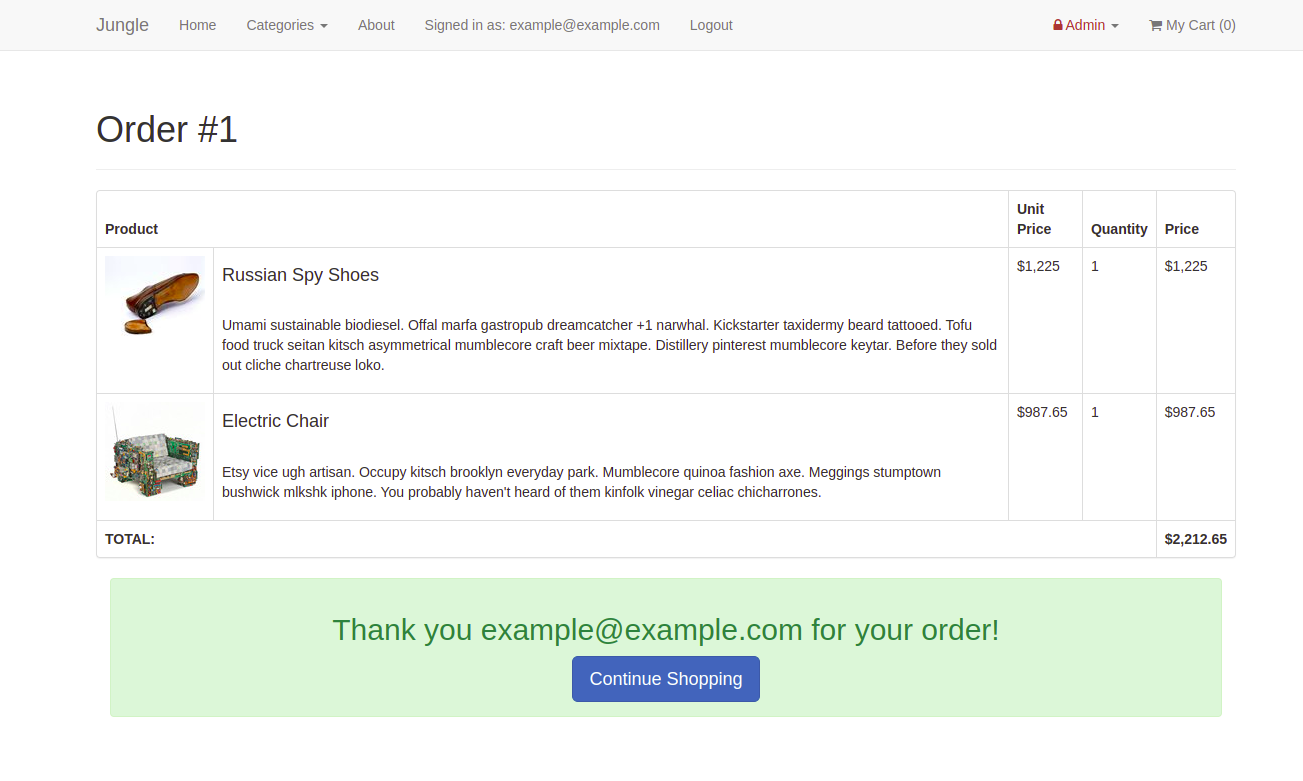 Jungle Home Categories About Signed in as: example@example.com Logout Admin My Cart (0)
Order #1
Product Unit Price Quantity Price
Russian Spy Shoes $1,225 1 $1,225
Umami sustainable biodiesel. Offal marfa gastropub dreamcatcher +1 narwhal. Kickstarter taxidermy beard tattooed. Tofu
food truck seitan kitsch asymmetrical mumblecore craft beer mixtape. Distillery pinterest mumblecore keytar. Before they sold
out cliche chartreuse loko.
Electric Chair $987.65 1 $987.65
Etsy vice ugh artisan. Occupy kitsch brooklyn everyday park. Mumblecore quinoa fashion axe. Meggings stumptown
bushwick mlkshk iphone. You probably haven't heard of them kinfolk vinegar celiac chicharrones.
TOTAL: $2,212.65
Thank you example@example.com for your order!
Continue Shopping